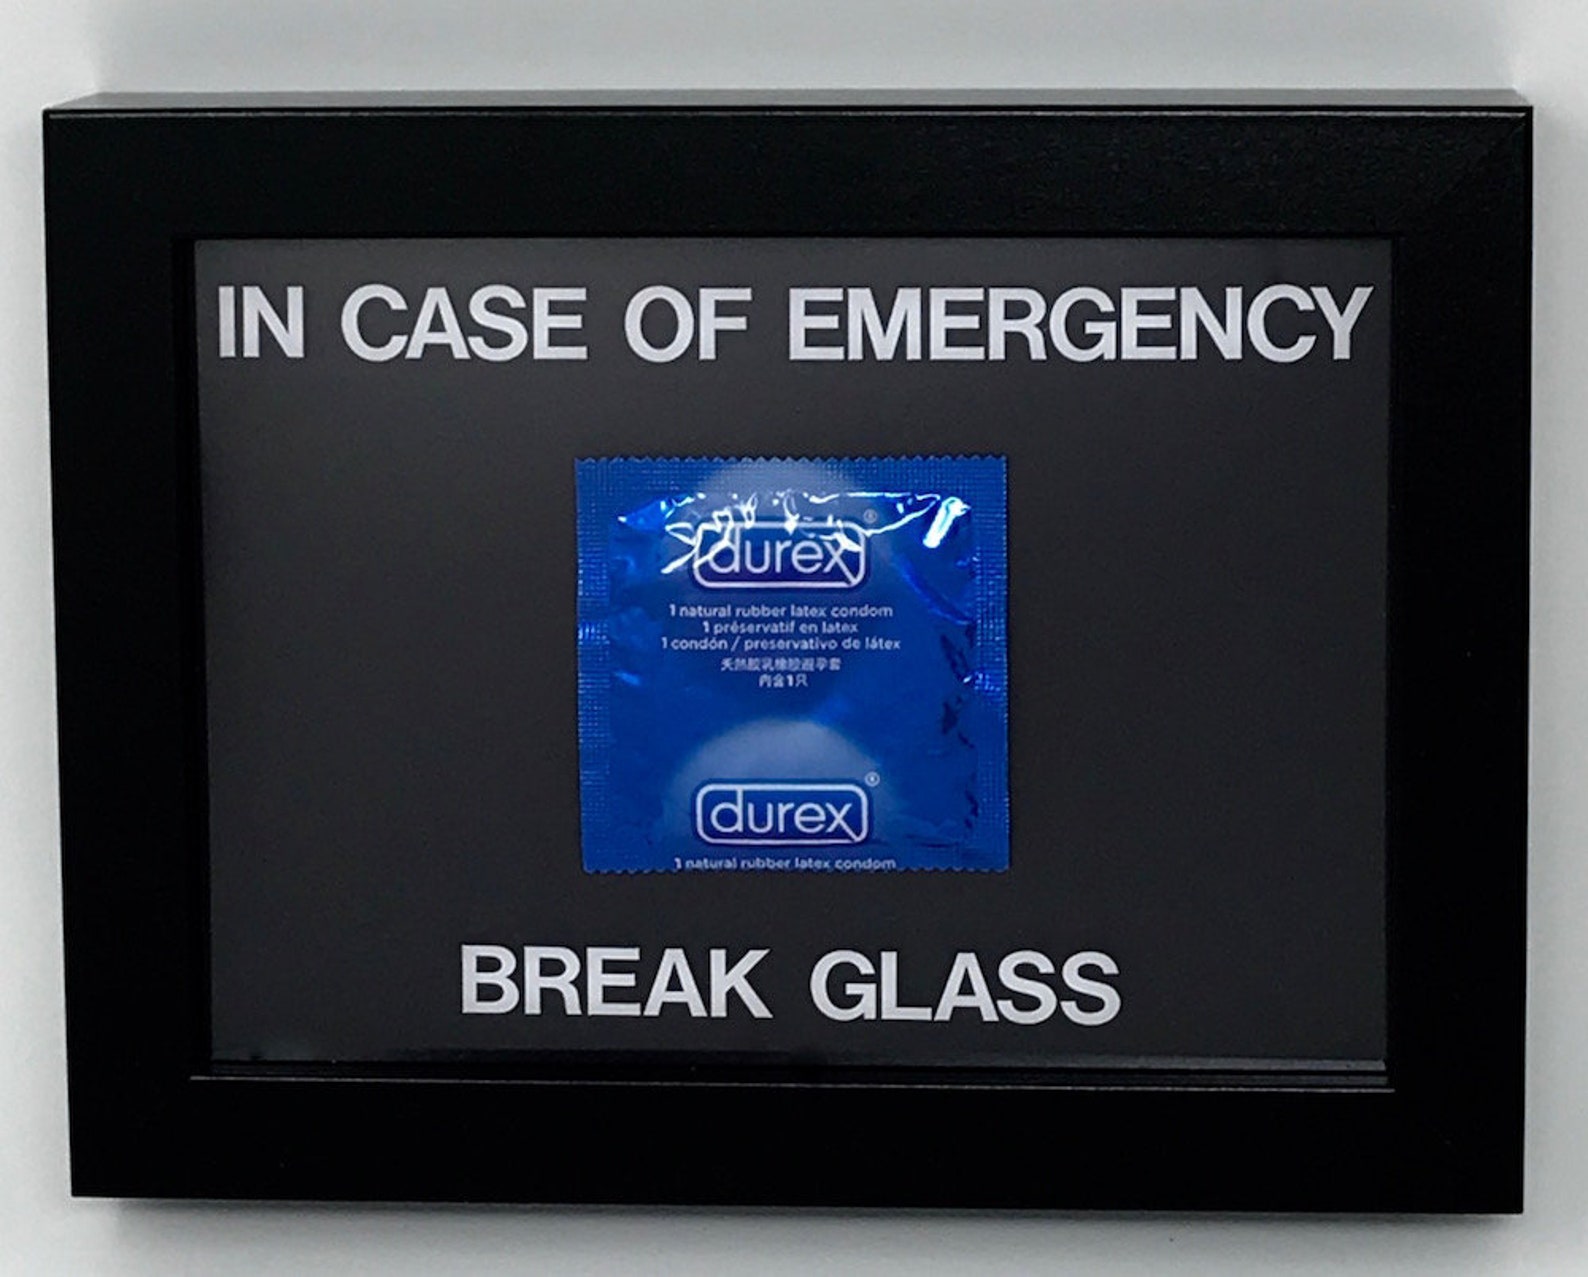 IN CASE OF EMERGENCY
durex®
1 natural rubber latex condom
1 préservatif en latex
1 condón / preservativo de látex
天然胶乳橡胶避孕套
内含1只
durex®
1 natural rubber latex condom
BREAK GLASS